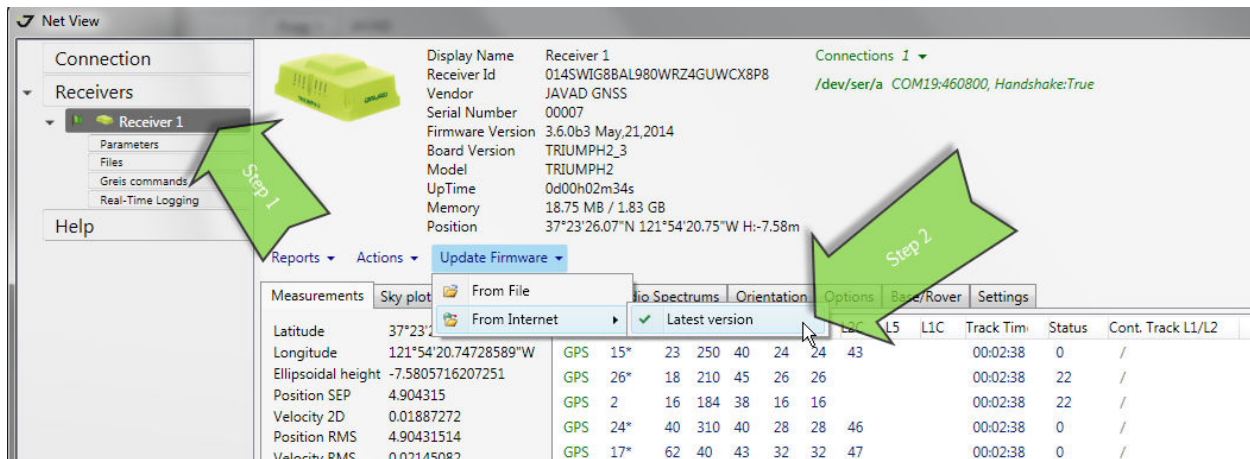 Net View
Connection
Receivers
Receiver 1
Parameters
Files
Greis commands
Real-Time Logging
Help
Step 1
Display Name Receiver 1
Receiver Id 014SWIG8BAL980WRZ4GUWCX8P8
Vendor JAVAD GNSS
Serial Number 00007
Firmware Version 3.6.0b3 May,21,2014
Board Version TRIUMPH2_3
Model TRIUMPH2
UpTime 0d00h02m34s
Memory 18.75 MB / 1.83 GB
Position 37°23'26.07"N 121°54'20.75"W H:-7.58m
Connections 1
/dev/ser/a COM19:460800, Handshake:True
Step 2
Reports Actions Update Firmware
From File
From Internet
Latest version
Measurements Sky plot Spectrums Orientation Options Base/Rover Settings
Latitude 37°23'2
Longitude 121°54'20.74728589"W
Ellipsoidal height -7.5805716207251
Position SEP 4.904315
Velocity 2D 0.01887272
Position RMS 4.90431514
Velocity RMS 0.02145082
L2C L5 L1C Track Tim Status Cont. Track L1/L2
GPS 15* 23 250 40 24 24 43 00:02:38 0 /
GPS 26* 18 210 45 26 26 00:02:38 22 /
GPS 2 16 184 38 16 16 00:02:38 22 /
GPS 24* 40 310 40 28 28 46 00:02:38 0 /
GPS 17* 62 40 43 32 32 47 00:02:38 0 /